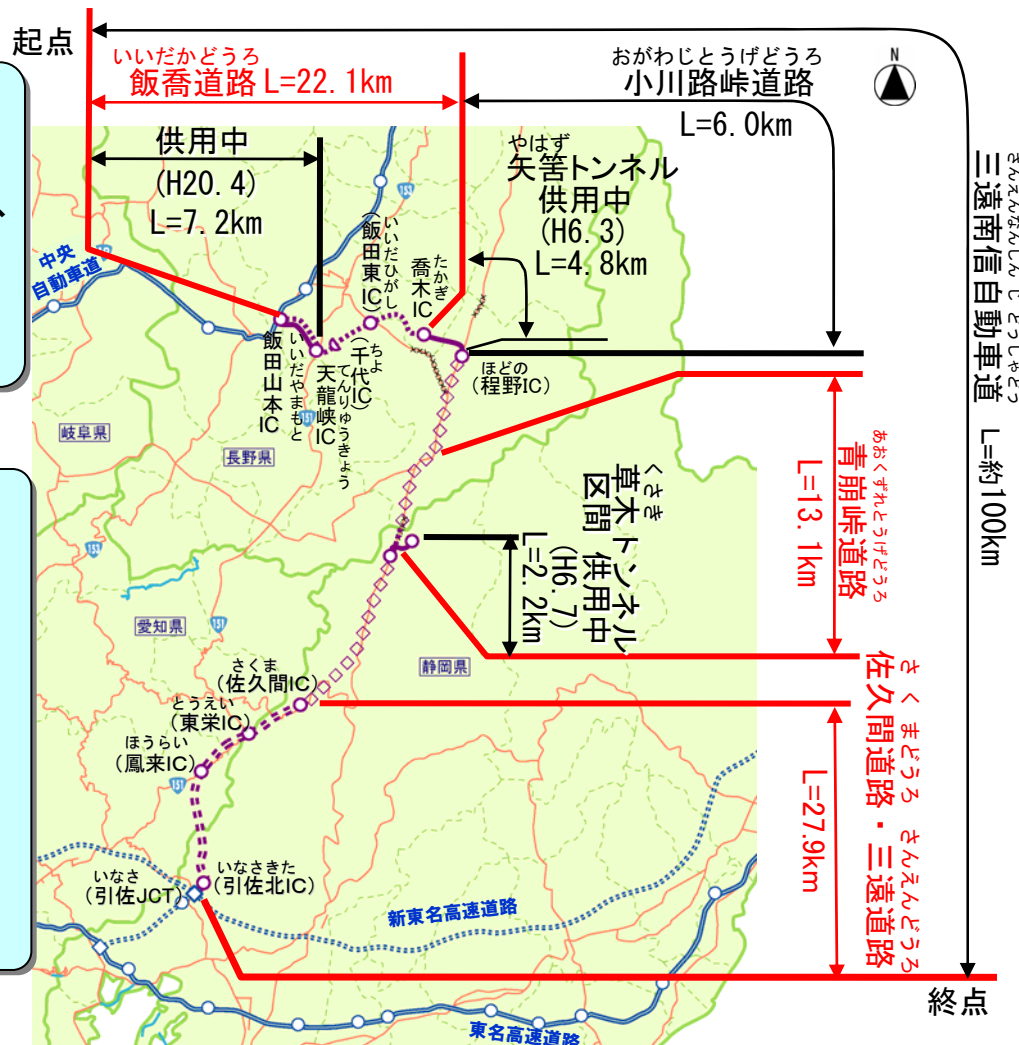 起点
いいだかどうろ
飯喬道路 L=22.1km
おがわじとうげどうろ
小川路峠道路
L=6.0km
N
供用中
(H20.4)
L=7.2km
やはず
矢筈トンネル
供用中
(H6.3)
L=4.8km
さんえんなんしんじどうしゃどう
三遠南信自動車道 L=約100km
中央
自動車道
153
いいだひがし
(飯田東IC)
たかぎ
喬木IC
ほどの
(程野IC)
ちよ
(千代IC)
てんりゅうきょう
天龍峡IC
いいだやまもと
飯田山本IC
151
岐阜県
長野県
あおくずれとうげどうろ
青崩峠道路
L=13.1km
くさき
草木トンネル
区間 供用中
(H6.7)
L=2.2km
153
愛知県
151
静岡県
さくま
(佐久間IC)
とうえい
(東栄IC)
ほうらい
(鳳来IC)
151
さくまどうろ さんえんどうろ
佐久間道路・三遠道路
L=27.9km
いなさ
(引佐JCT)
いなさきた
(引佐北IC)
新東名高速道路
東名高速道路
終点